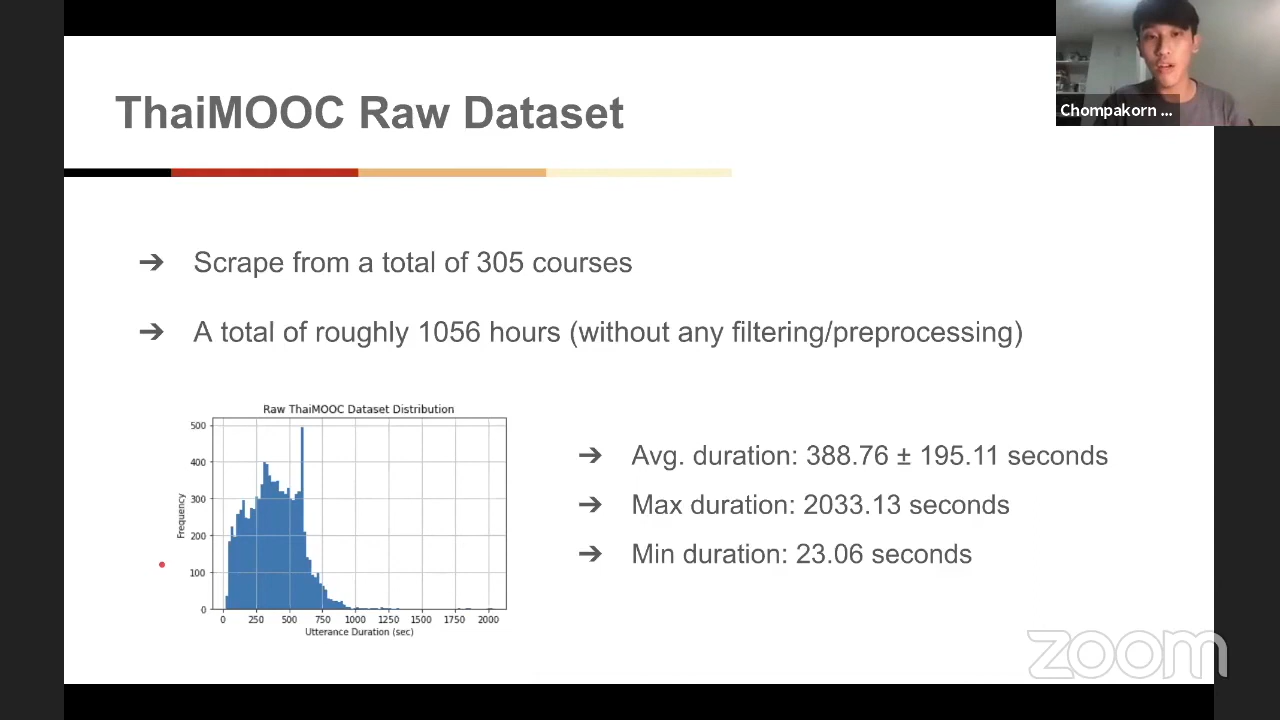 Chompakorn ...
ThaiMOOC Raw Dataset
➔ Scrape from a total of 305 courses
➔ A total of roughly 1056 hours (without any filtering/preprocessing)
Raw ThaiMOOC Dataset Distribution
Frequency
500
400
300
200
100
0
0 250 500 750 1000 1250 1500 1750 2000
Utterance Duration (sec)
➔ Avg. duration: 388.76 ± 195.11 seconds
➔ Max duration: 2033.13 seconds
➔ Min duration: 23.06 seconds
zoom